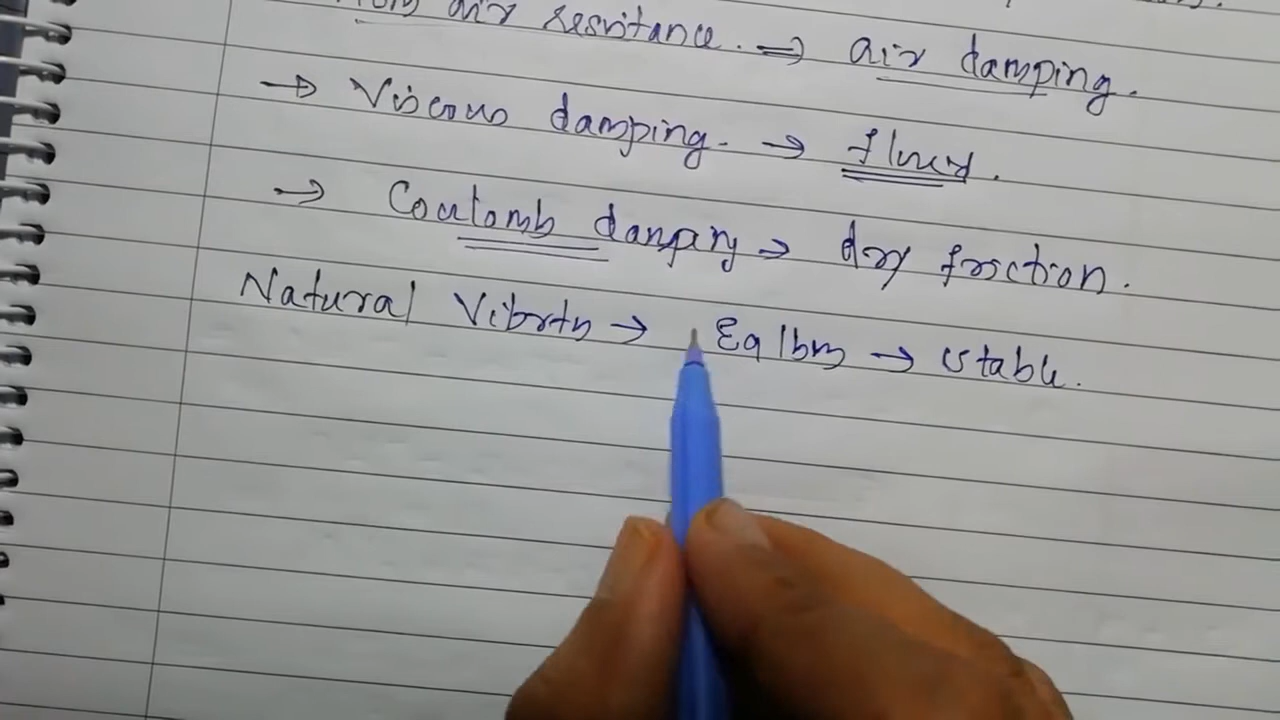 air resistance. ⇒ air damping.
→ Viscous damping. → fluid.
→ Coulomb damping → dry friction.
Natural Vibrtn → Eqlbm → stable.